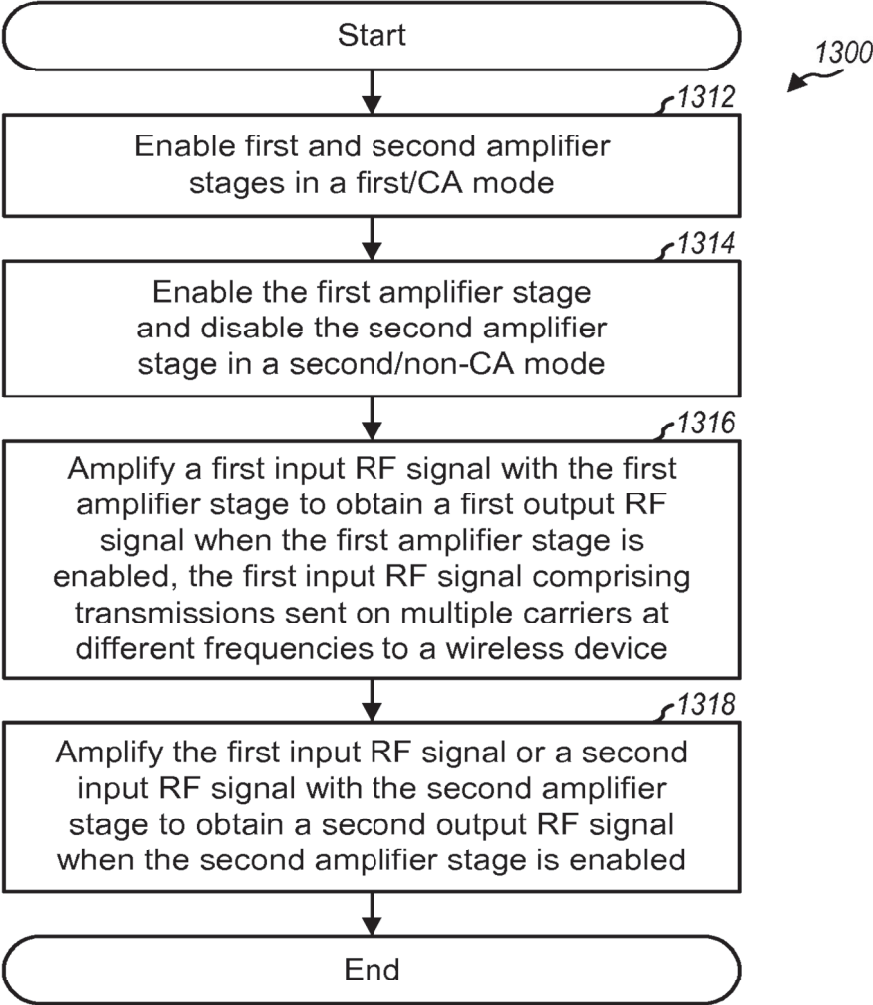 Start
1300
1312
Enable first and second amplifier
stages in a first/CA mode
1314
Enable the first amplifier stage
and disable the second amplifier
stage in a second/non-CA mode
1316
Amplify a first input RF signal with the first
amplifier stage to obtain a first output RF
signal when the first amplifier stage is
enabled, the first input RF signal comprising
transmissions sent on multiple carriers at
different frequencies to a wireless device
1318
Amplify the first input RF signal or a second
input RF signal with the second amplifier
stage to obtain a second output RF signal
when the second amplifier stage is enabled
End